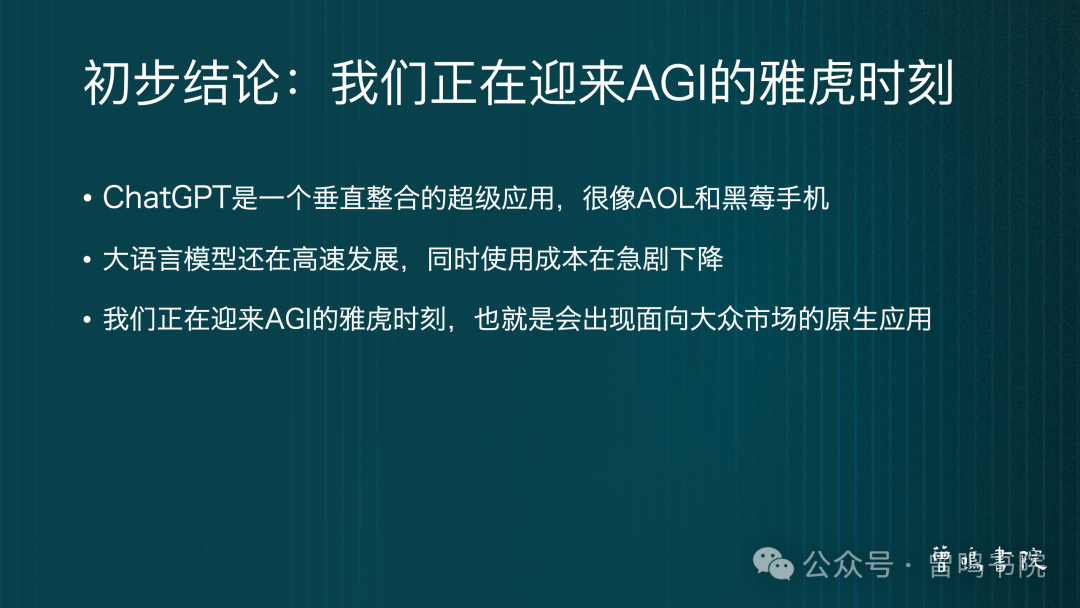 初步结论：我们正在迎来AGI的雅虎时刻
• ChatGPT是一个垂直整合的超级应用，很像AOL和黑莓手机
• 大语言模型还在高速发展，同时使用成本在急剧下降
• 我们正在迎来AGI的雅虎时刻，也就是会出现面向大众市场的原生应用
曾鸣书院
公众号 · 曾鸣书院